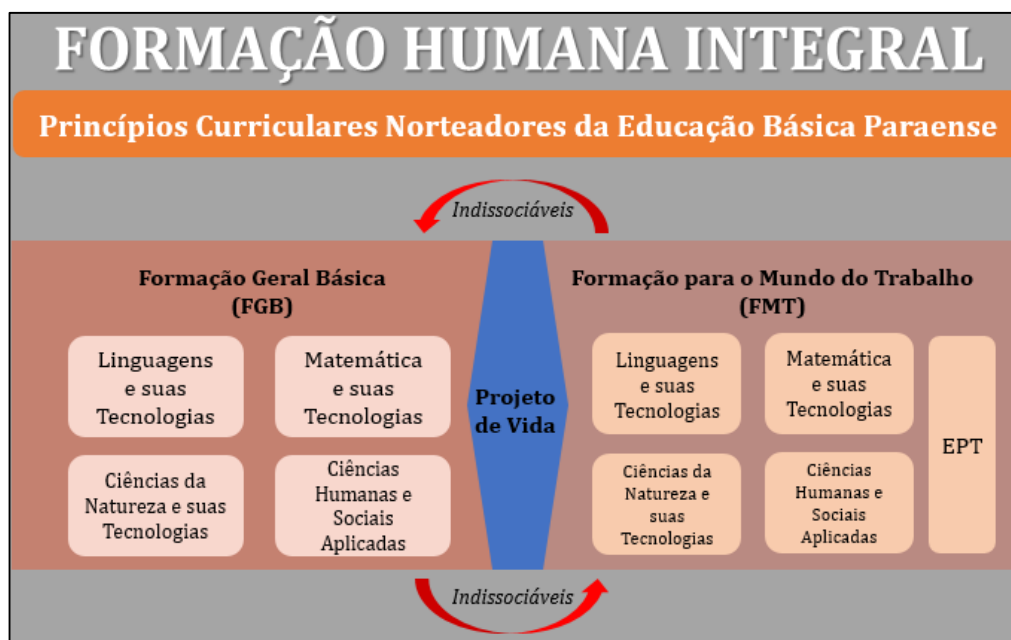 FORMAÇÃO HUMANA INTEGRAL
Princípios Curriculares Norteadores da Educação Básica Paraense
Indissociáveis
Formação Geral Básica
(FGB)
Linguagens
e suas
Tecnologias
Matemática
e suas
Tecnologias
Ciências da
Natureza e suas
Tecnologias
Ciências
Humanas e
Sociais
Aplicadas
Projeto
de Vida
Formação para o Mundo do Trabalho
(FMT)
Linguagens
e suas
Tecnologias
Matemática
e suas
Tecnologias
Ciências da
Natureza e
suas
Tecnologias
Ciências
Humanas e
Sociais
Aplicadas
EPT
Indissociáveis